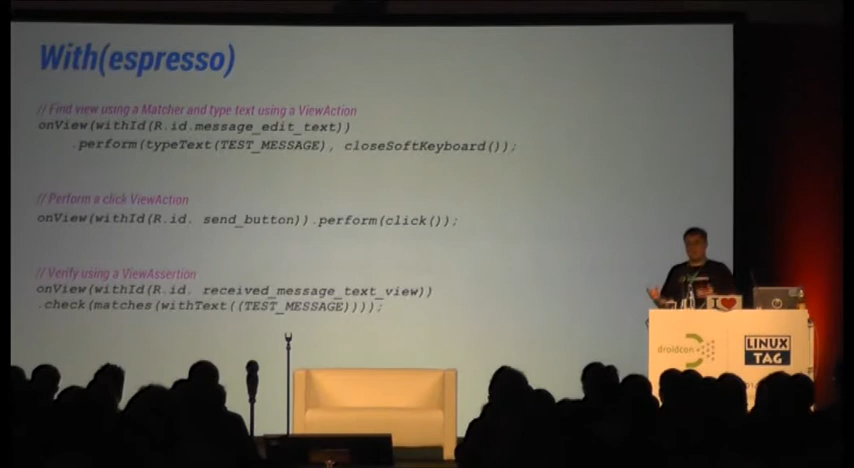 With(espresso)
// Find view using a Matcher and type text using a ViewAction
onView(withId(R.id.message_edit_text))
.perform(typeText(TEST_MESSAGE), closeSoftKeyboard());
// Perform a click ViewAction
onView(withId(R.id. send_button)).perform(click());
// Verify using a ViewAssertion
onView(withId(R.id. received_message_text_view))
.check(matches(withText((TEST_MESSAGE))));
I
droidcon
LINUX
TAG